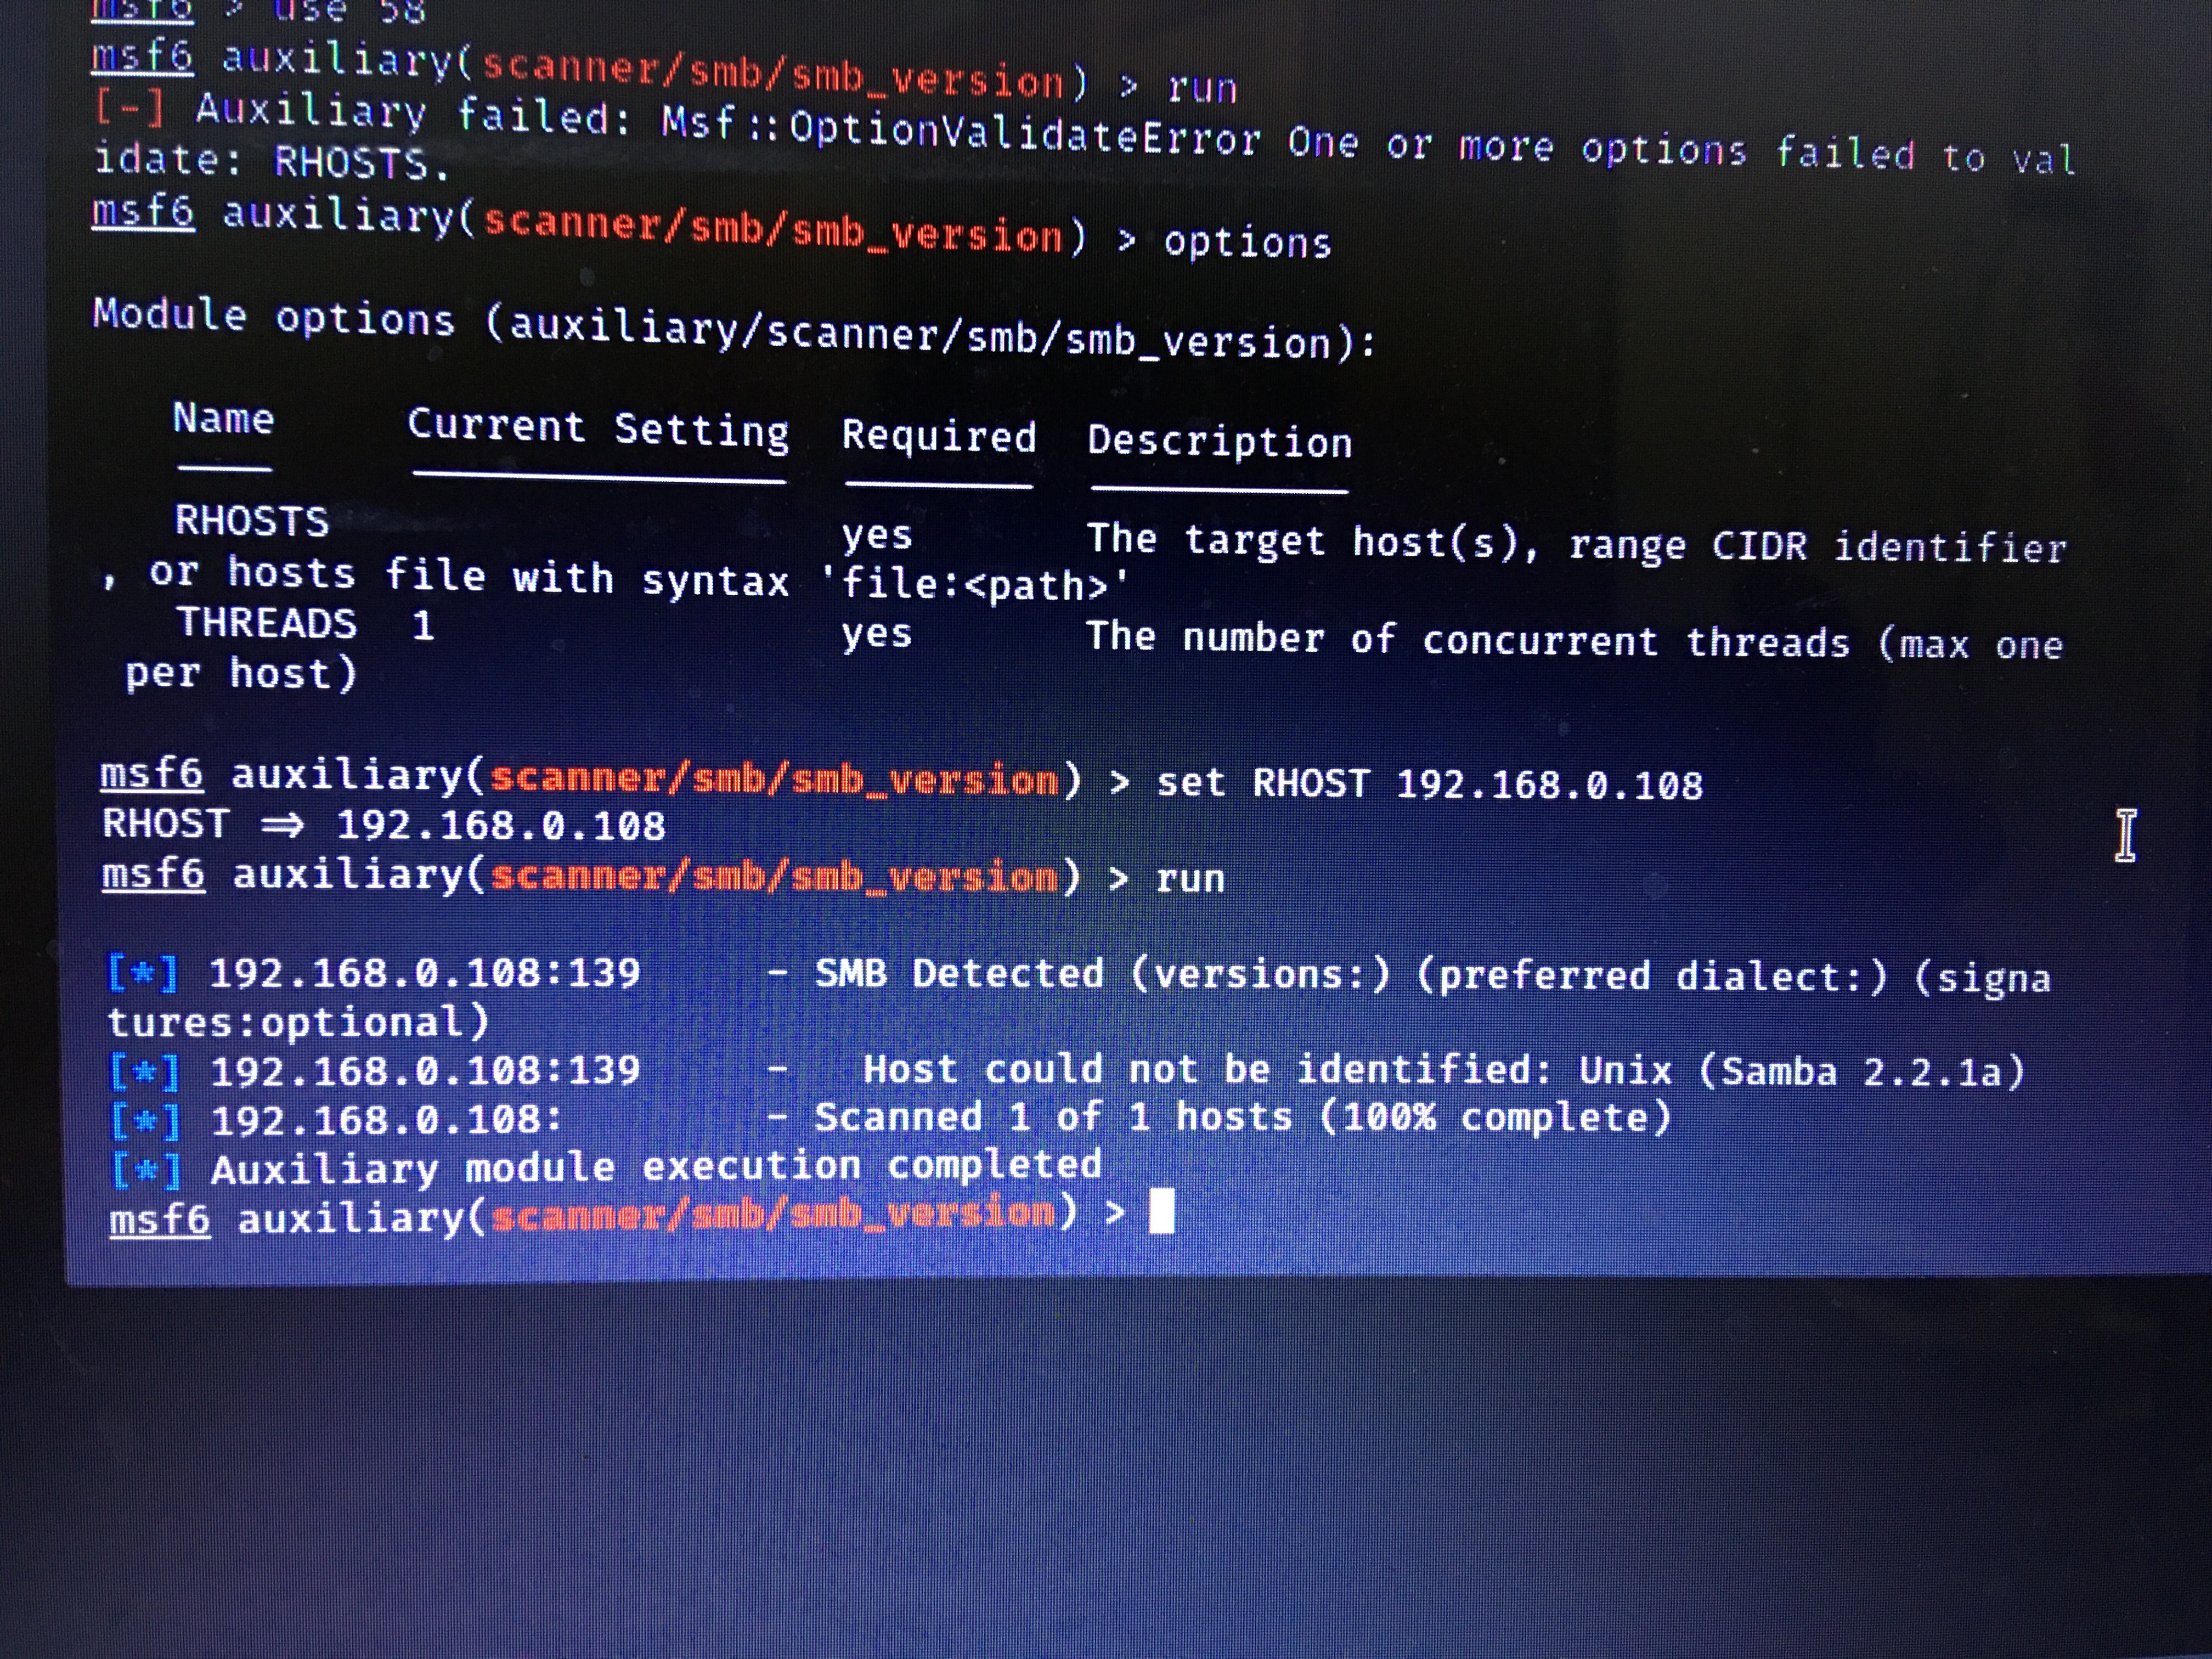 msf6 > use 58
msf6 auxiliary(scanner/smb/smb_version) > run
[-] Auxiliary failed: Msf::OptionValidateError One or more options failed to val
idate: RHOSTS.
msf6 auxiliary(scanner/smb/smb_version) > options
Module options (auxiliary/scanner/smb/smb_version):
Name Current Setting Required Description
RHOSTS yes The target host(s), range CIDR identifier
, or hosts file with syntax 'file:<path>'
THREADS 1 yes The number of concurrent threads (max one
per host)
msf6 auxiliary(scanner/smb/smb_version) > set RHOST 192.168.0.108
RHOST ⇒ 192.168.0.108
msf6 auxiliary(scanner/smb/smb_version) > run
[*] 192.168.0.108:139 - SMB Detected (versions:) (preferred dialect:) (signa
tures:optional)
[*] 192.168.0.108:139 - Host could not be identified: Unix (Samba 2.2.1a)
[*] 192.168.0.108: - Scanned 1 of 1 hosts (100% complete)
[*] Auxiliary module execution completed
msf6 auxiliary(scanner/smb/smb_version) >